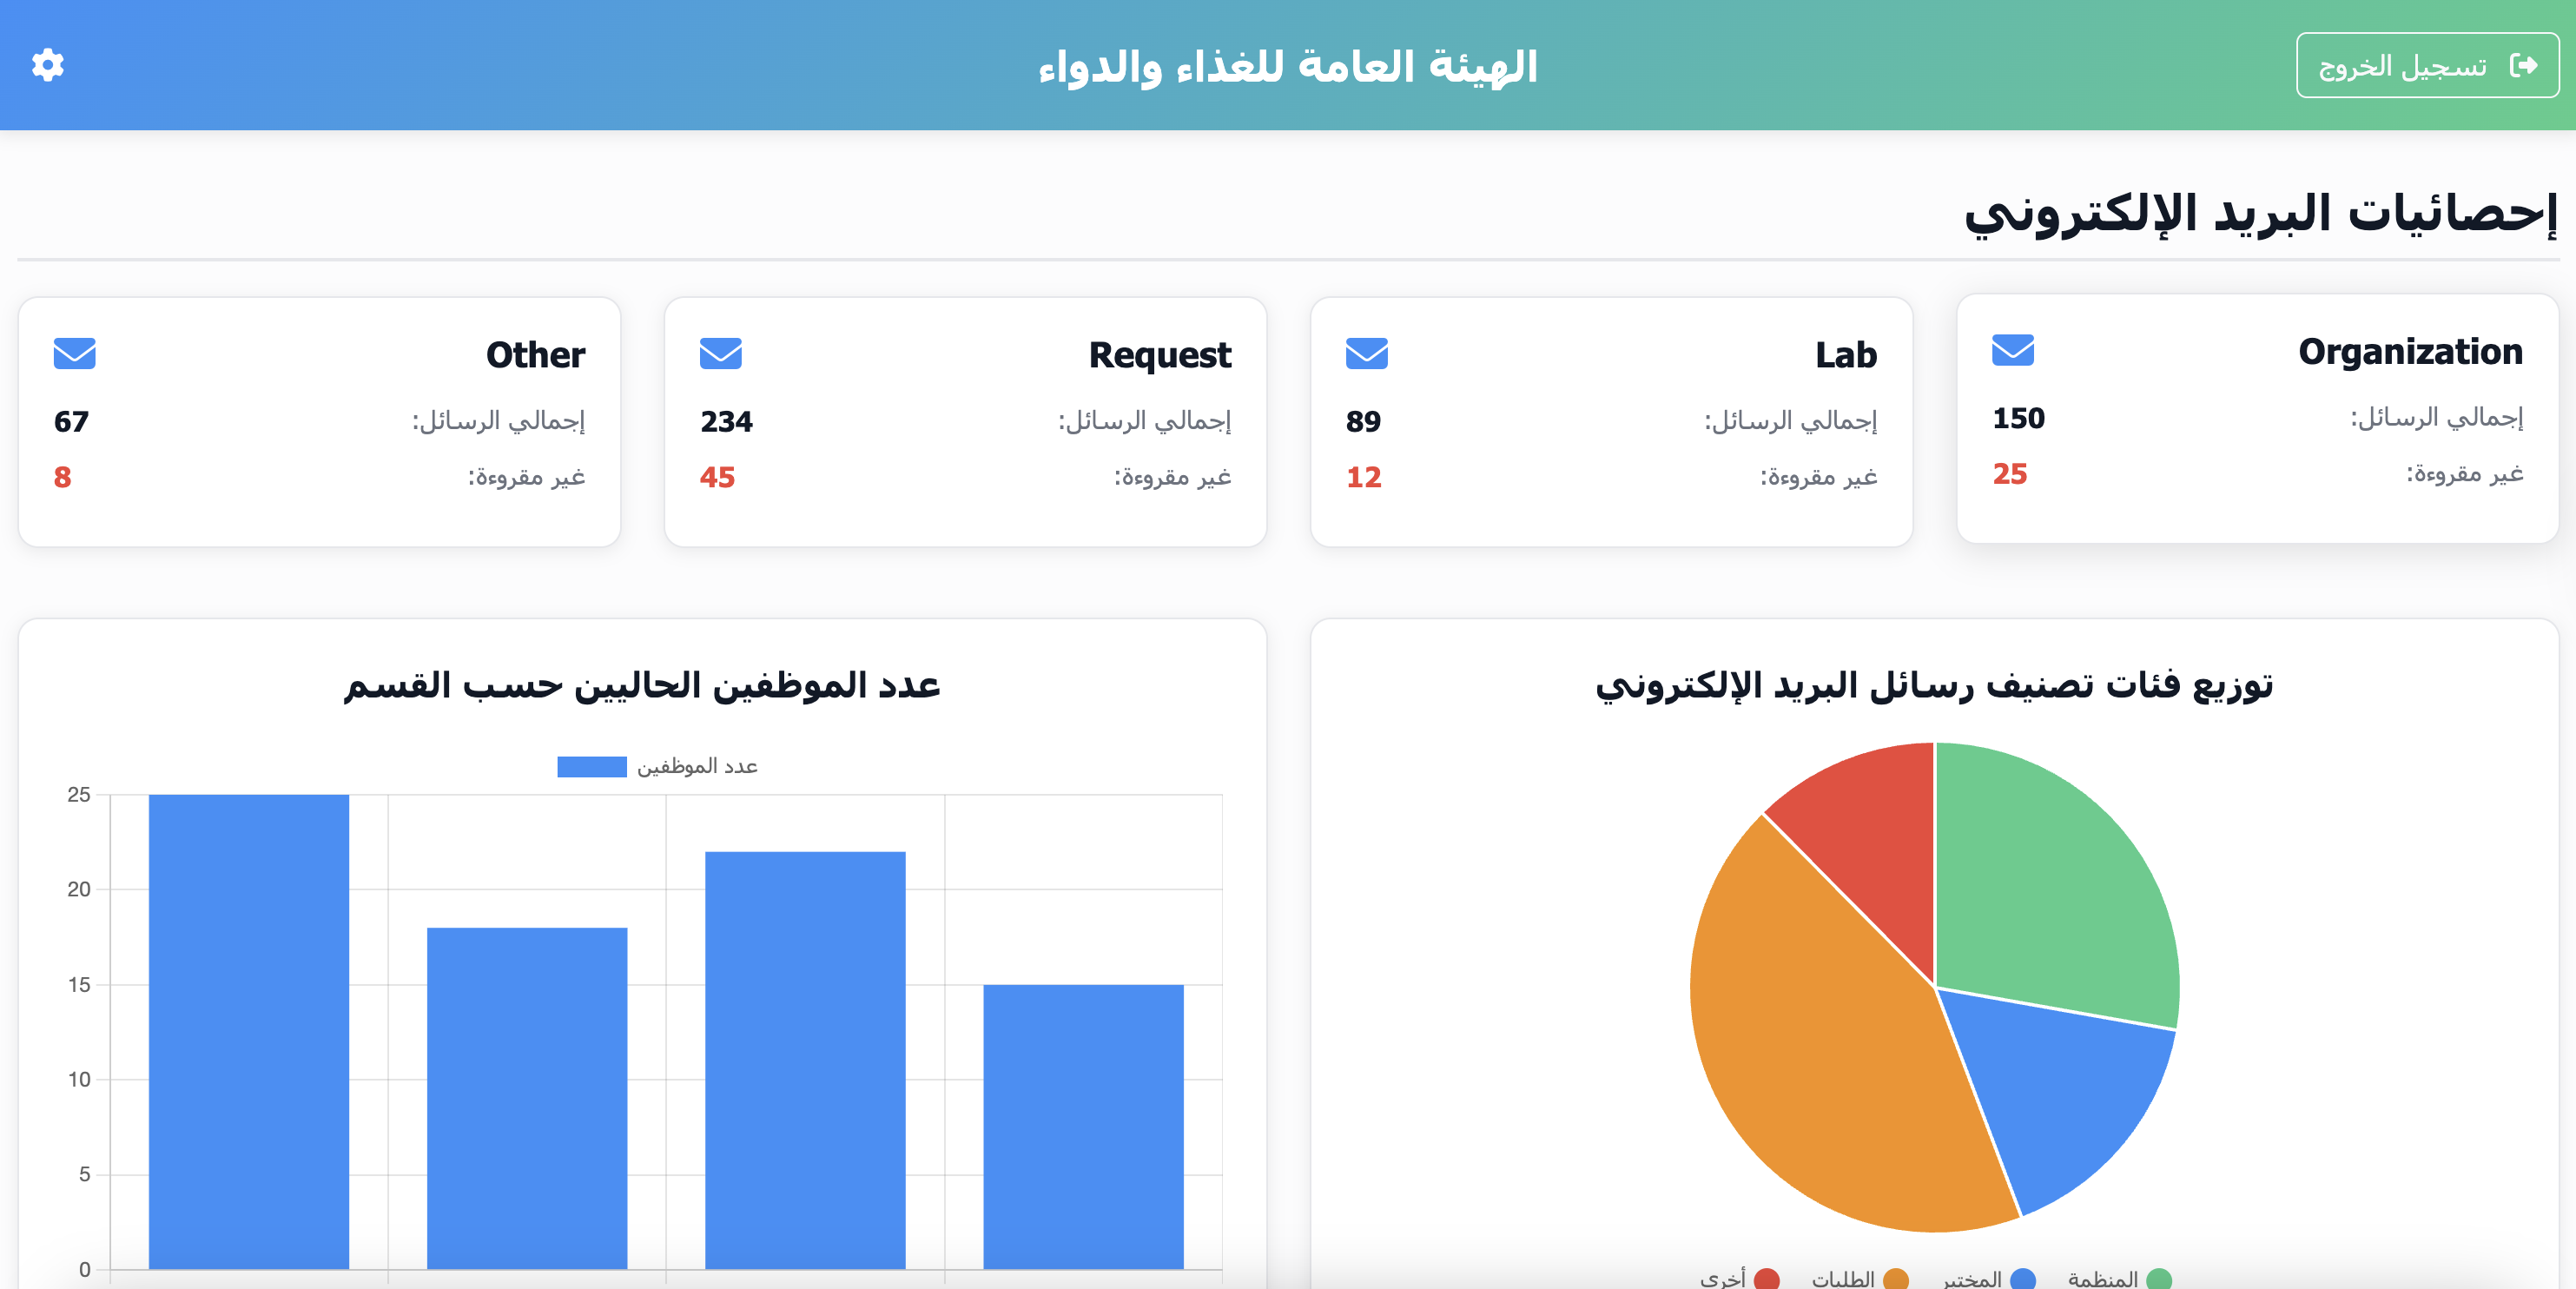 تسجيل الخروج
الهيئة العامة للغذاء والدواء
إحصائيات البريد الإلكتروني
Organization
إجمالي الرسائل: 150
غير مقروءة: 25
Lab
إجمالي الرسائل: 89
غير مقروءة: 12
Request
إجمالي الرسائل: 234
غير مقروءة: 45
Other
إجمالي الرسائل: 67
غير مقروءة: 8
توزيع فئات تصنيف رسائل البريد الإلكتروني
المنظمة
المختبر
الطلبات
أخرى
عدد الموظفين الحاليين حسب القسم
عدد الموظفين
25
20
15
10
5
0